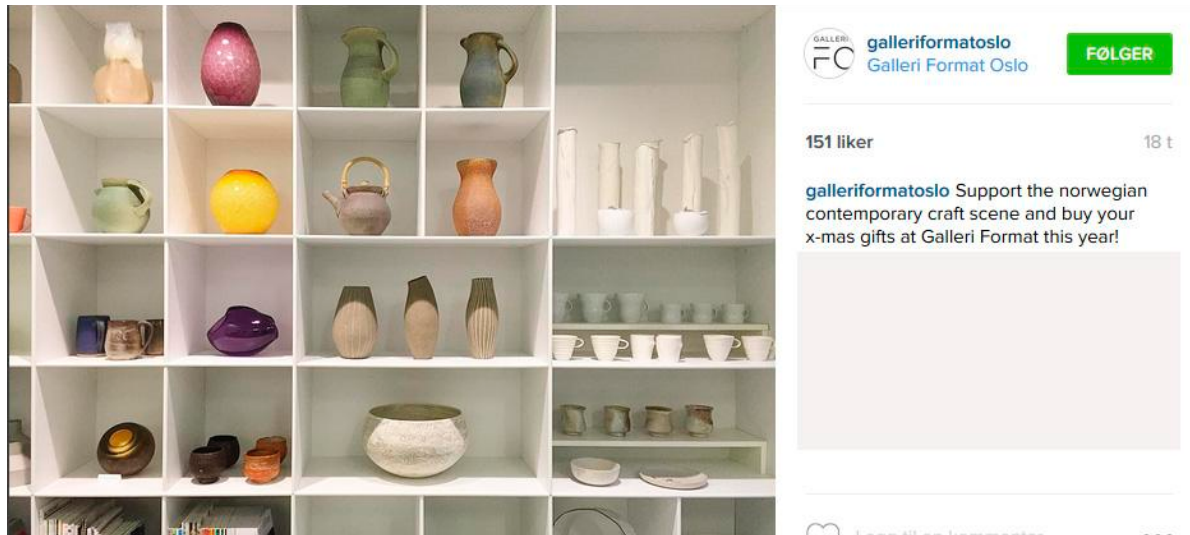 GALLERI
FO
galleriformatoslo
Galleri Format Oslo
FØLGER
151 liker
18 t
galleriformatoslo Support the norwegian
contemporary craft scene and buy your
x-mas gifts at Galleri Format this year!